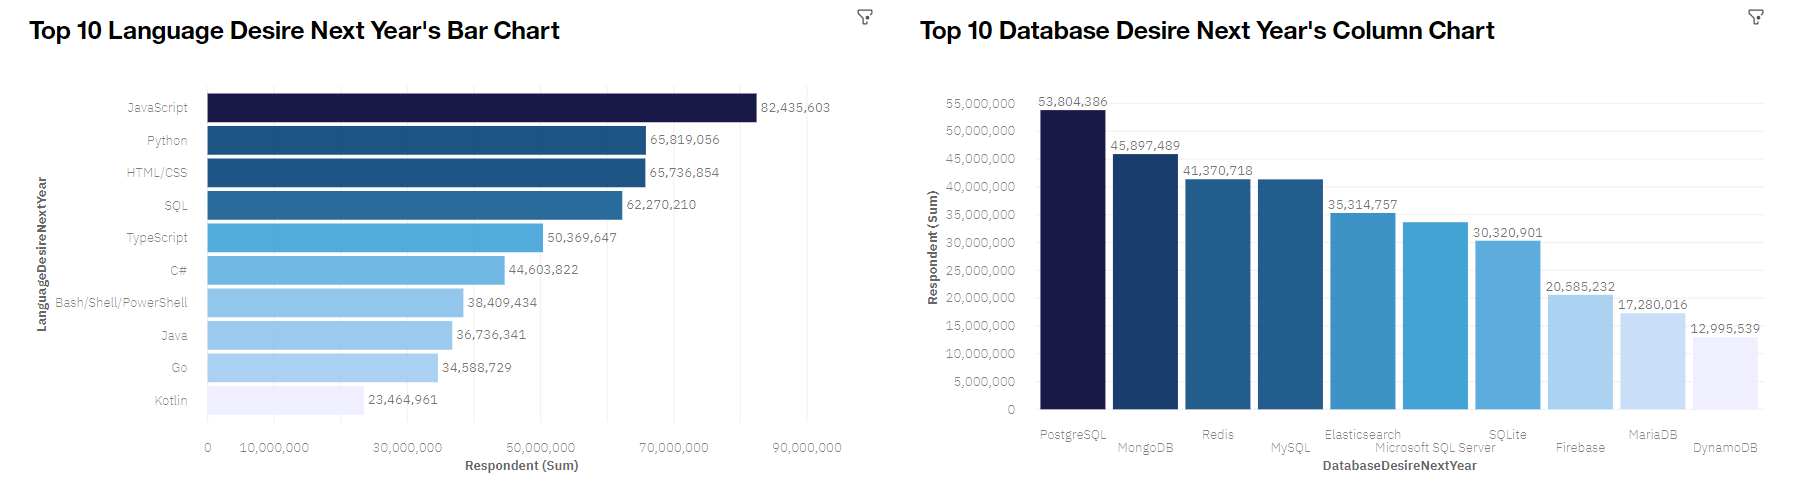 Top 10 Language Desire Next Year's Bar Chart
LanguageDesireNextYear
JavaScript 82,435,603
Python 65,819,056
HTML/CSS 65,736,854
SQL 62,270,210
TypeScript 50,369,647
C# 44,603,822
Bash/Shell/PowerShell 38,409,434
Java 36,736,341
Go 34,588,729
Kotlin 23,464,961
0 10,000,000 30,000,000 50,000,000 70,000,000 90,000,000
Respondent (Sum)
Top 10 Database Desire Next Year's Column Chart
Respondent (Sum)
55,000,000
50,000,000
45,000,000
40,000,000
35,000,000
30,000,000
25,000,000
20,000,000
15,000,000
10,000,000
5,000,000
0
53,804,386
45,897,489
41,370,718
35,314,757
30,320,901
20,585,232
17,280,016
12,995,539
PostgreSQL Redis Elasticsearch SQLite MariaDB
MongoDB MySQL Microsoft SQL Server Firebase DynamoDB
DatabaseDesireNextYear